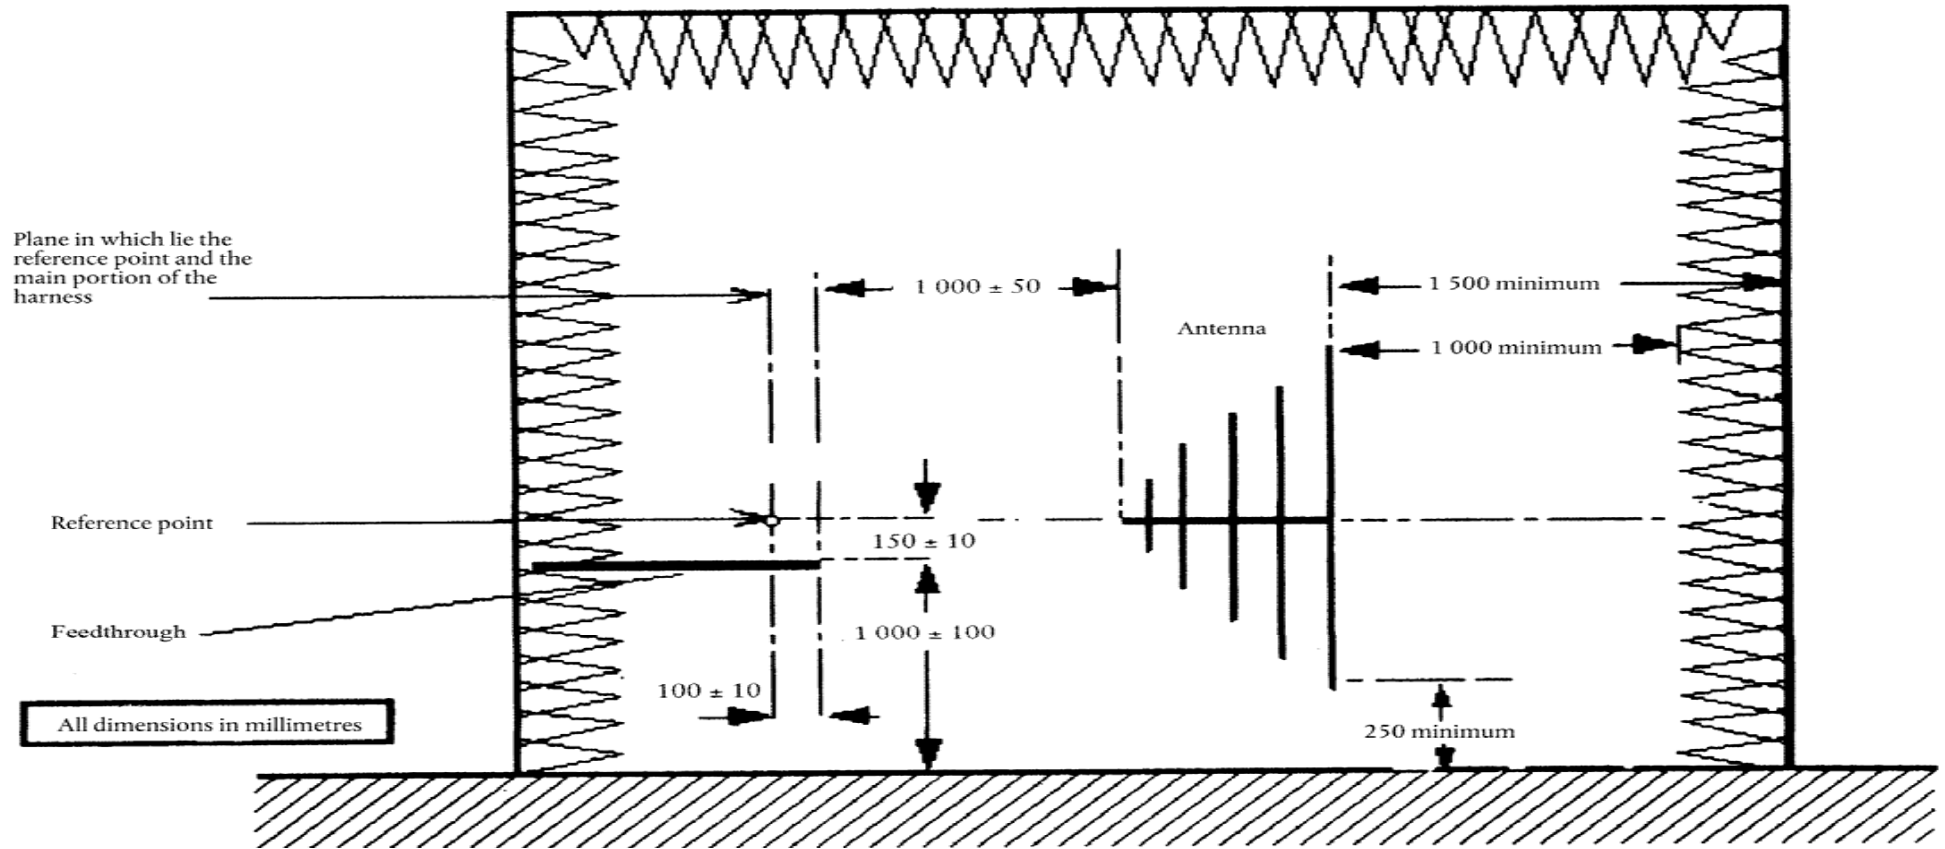 Plane in which lie the
reference point and the
main portion of the
harness
1 000 ± 50
1 500 minimum
Antenna
1 000 minimum
Reference point
150 ± 10
Feedthrough
1 000 ± 100
100 ± 10
All dimensions in millimetres
250 minimum